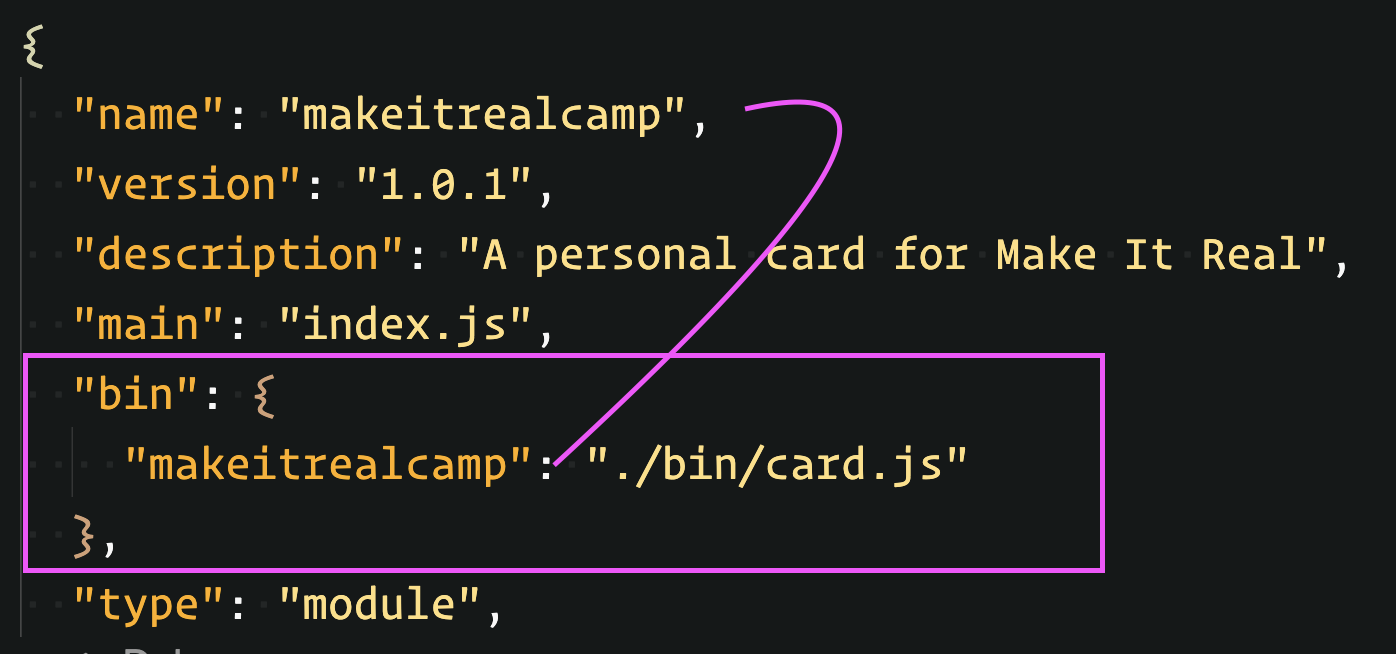 {
"name": "makeitrealcamp",
"version": "1.0.1",
"description": "A personal card for Make It Real",
"main": "index.js",
"bin": {
"makeitrealcamp": "./bin/card.js"
},
"type": "module",